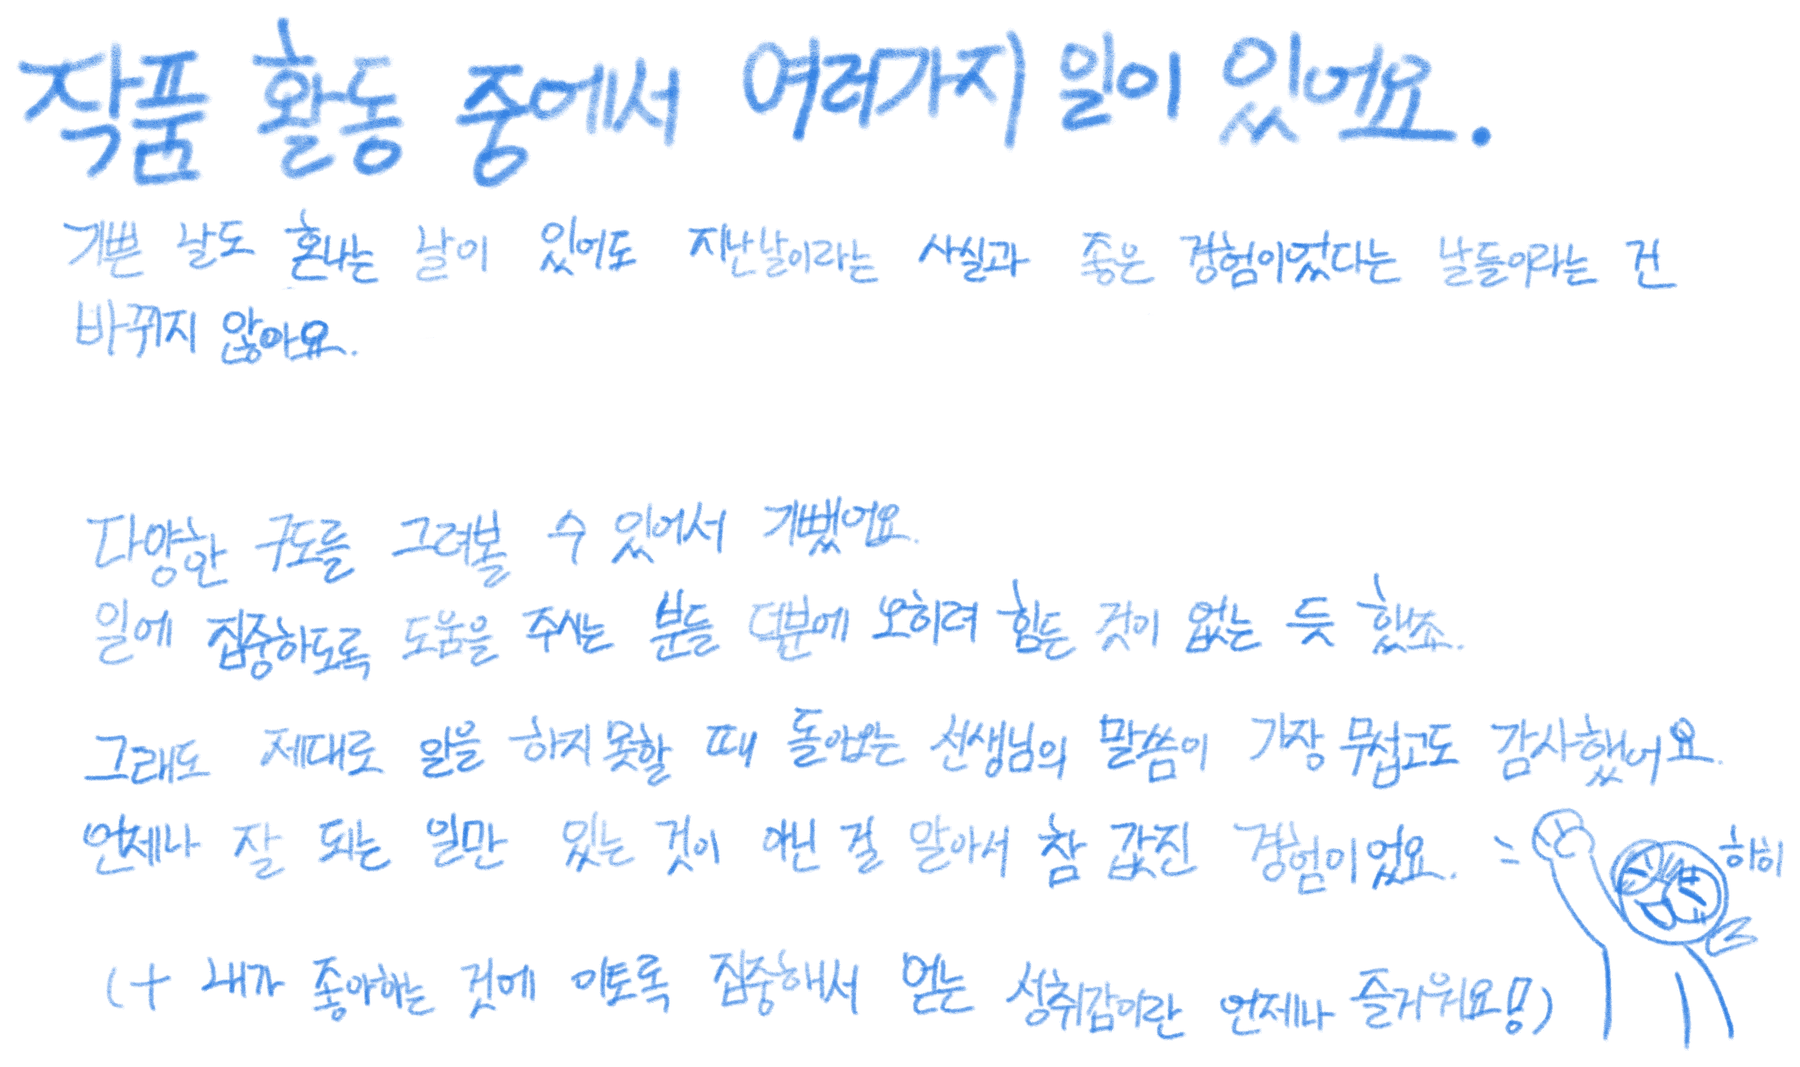 작품 활동 중에서 여러가지 일이 있어요.
기쁜 날도 혼나는 날이 있어도 지난날이라는 사실과 좋은 경험이었다는 날들이라는 건
바뀌지 않아요.
다양한 구도를 그려볼 수 있어서 기뻤어요.
일에 집중하도록 도움을 주시는 분들 덕분에 오히려 힘든 것이 없는 듯 했죠.
그래도 제대로 일을 하지 못할 때 돌아오는 선생님의 말씀이 가장 무섭고도 감사했어요.
언제나 잘 되는 일만 있는 것이 아닌 걸 알아서 참 값진 경험이었요.
하히
(+ 내가 좋아하는 것에 이토록 집중해서 얻는 성취감이란 언제나 즐거워요!!)